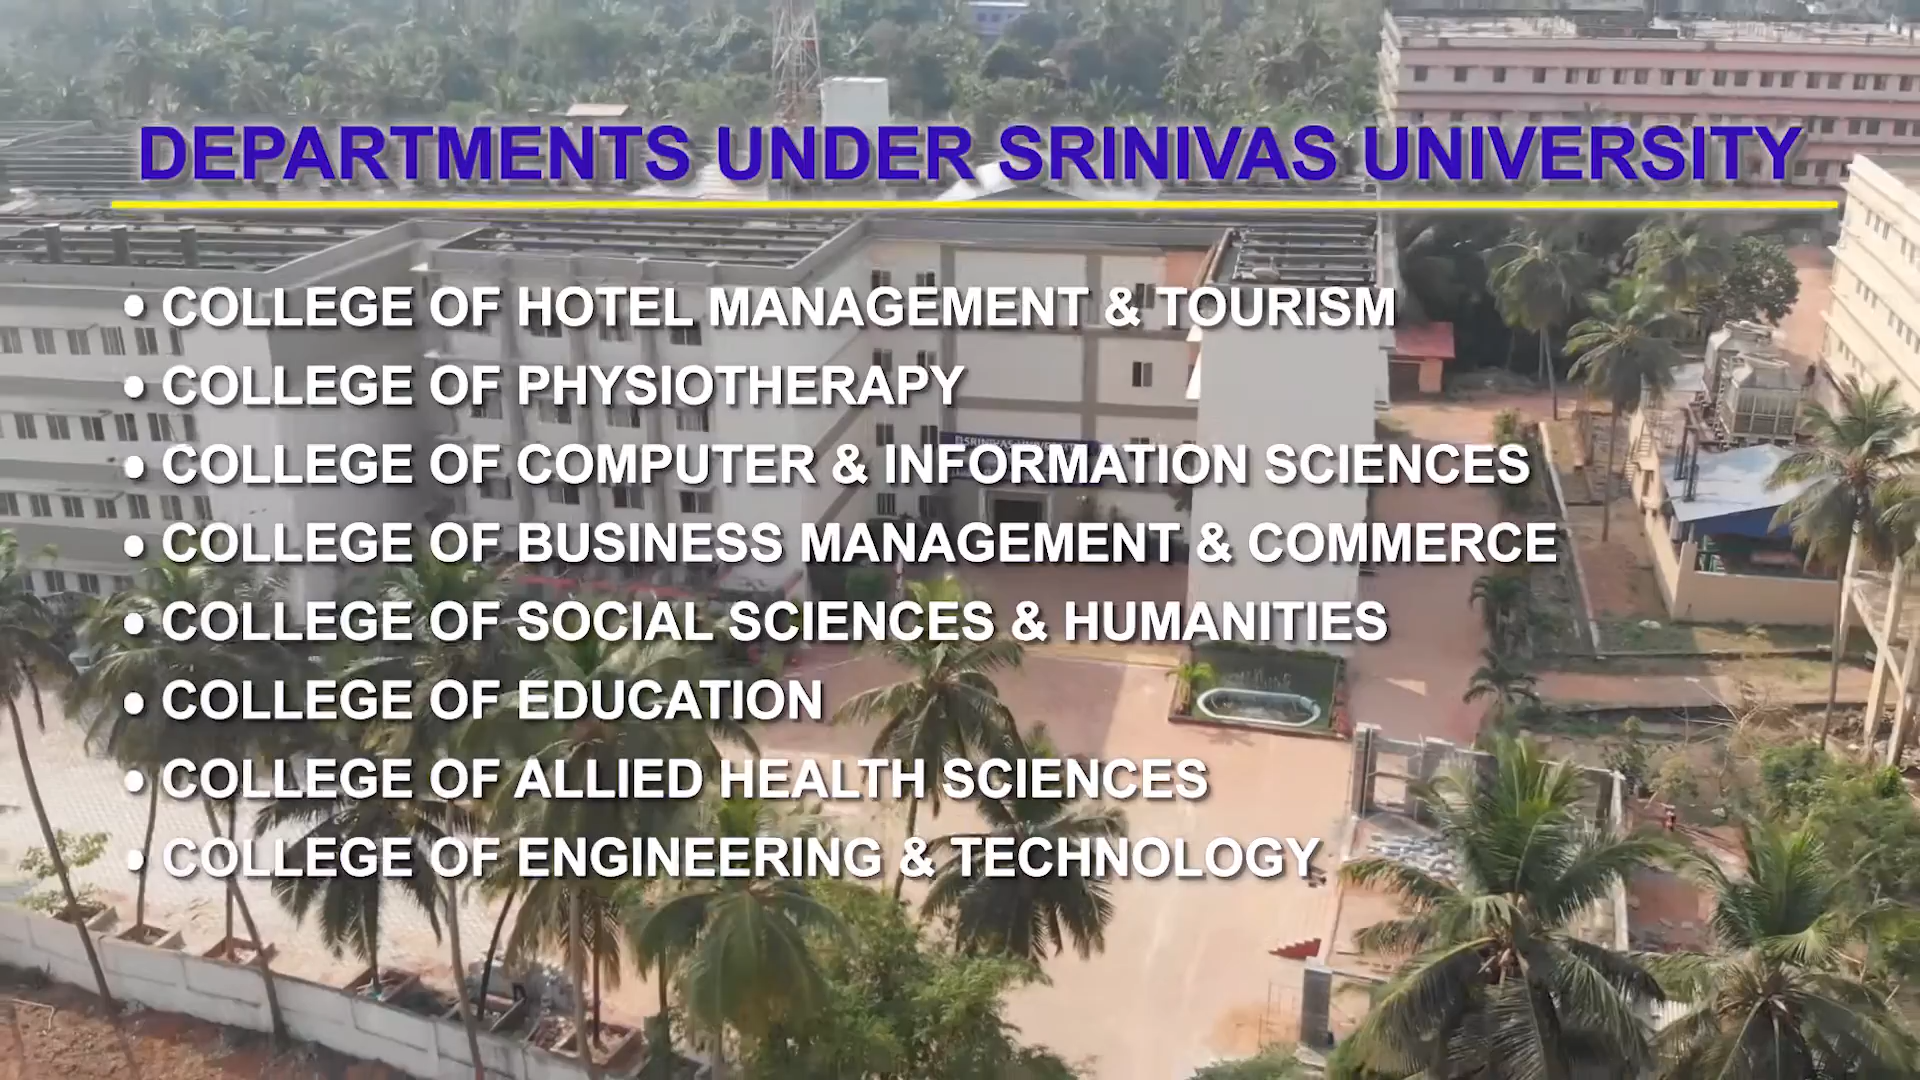 DEPARTMENTS UNDER SRINIVAS UNIVERSITY
• COLLEGE OF HOTEL MANAGEMENT & TOURISM
• COLLEGE OF PHYSIOTHERAPY
• COLLEGE OF COMPUTER & INFORMATION SCIENCES
• COLLEGE OF BUSINESS MANAGEMENT & COMMERCE
• COLLEGE OF SOCIAL SCIENCES & HUMANITIES
• COLLEGE OF EDUCATION
• COLLEGE OF ALLIED HEALTH SCIENCES
• COLLEGE OF ENGINEERING & TECHNOLOGY
SRINIVAS UNIVERSITY